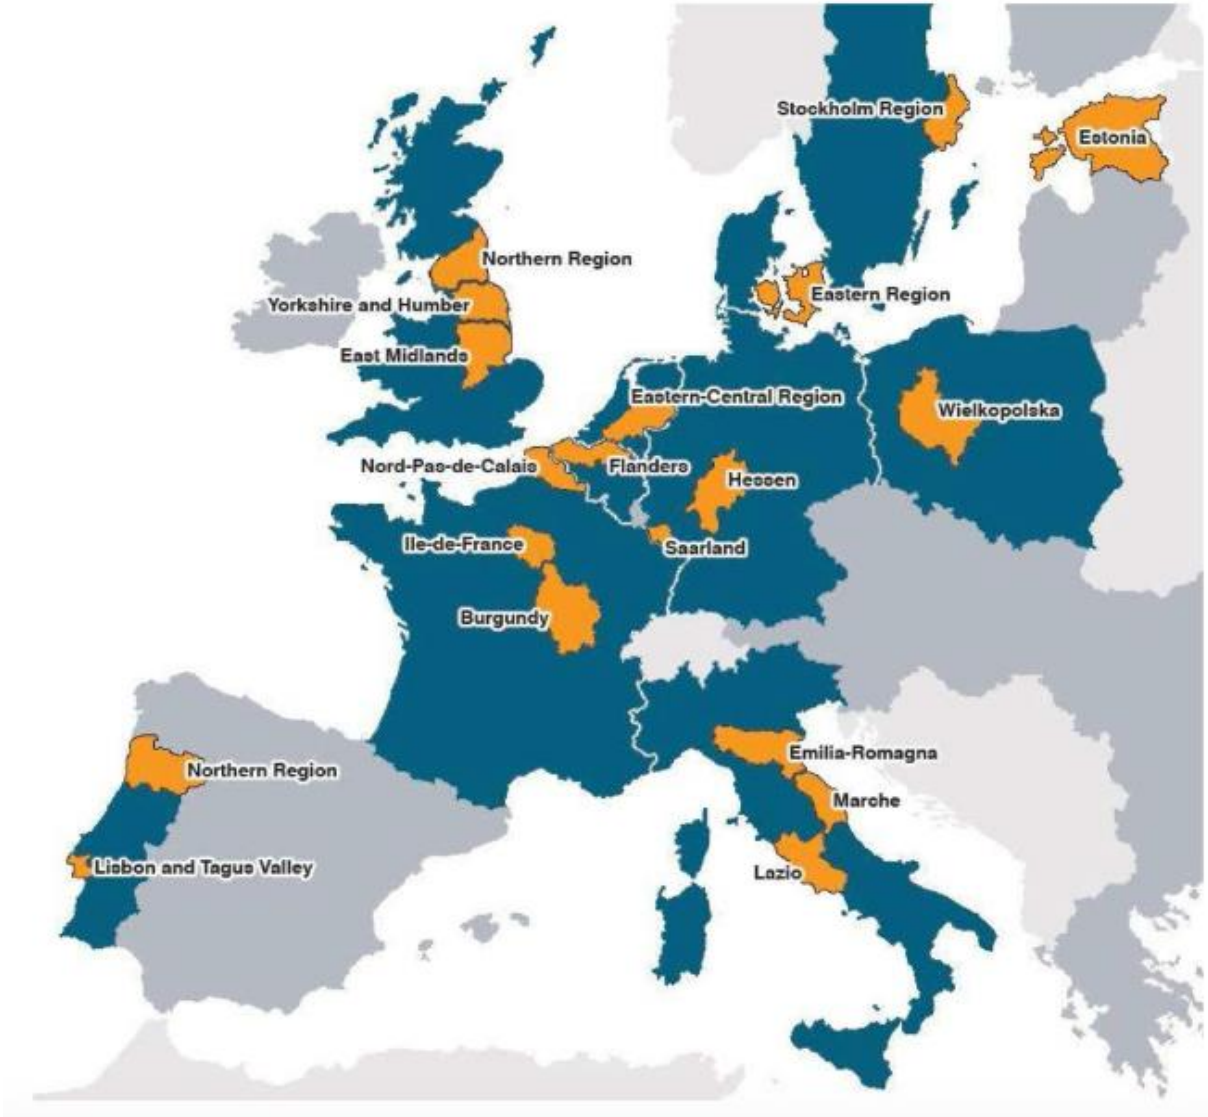 Stockholm Region
Estonia
Northern Region
Eastern Region
Yorkshire and Humber
East Midlands
Eastern-Central Region
Wielkopolska
Nord-Pas-de-Calais
Flanders
Hessen
Ile-de-France
Saarland
Burgundy
Emilia-Romagna
Northern Region
Marche
Lisbon and Tagus Valley
Lazio